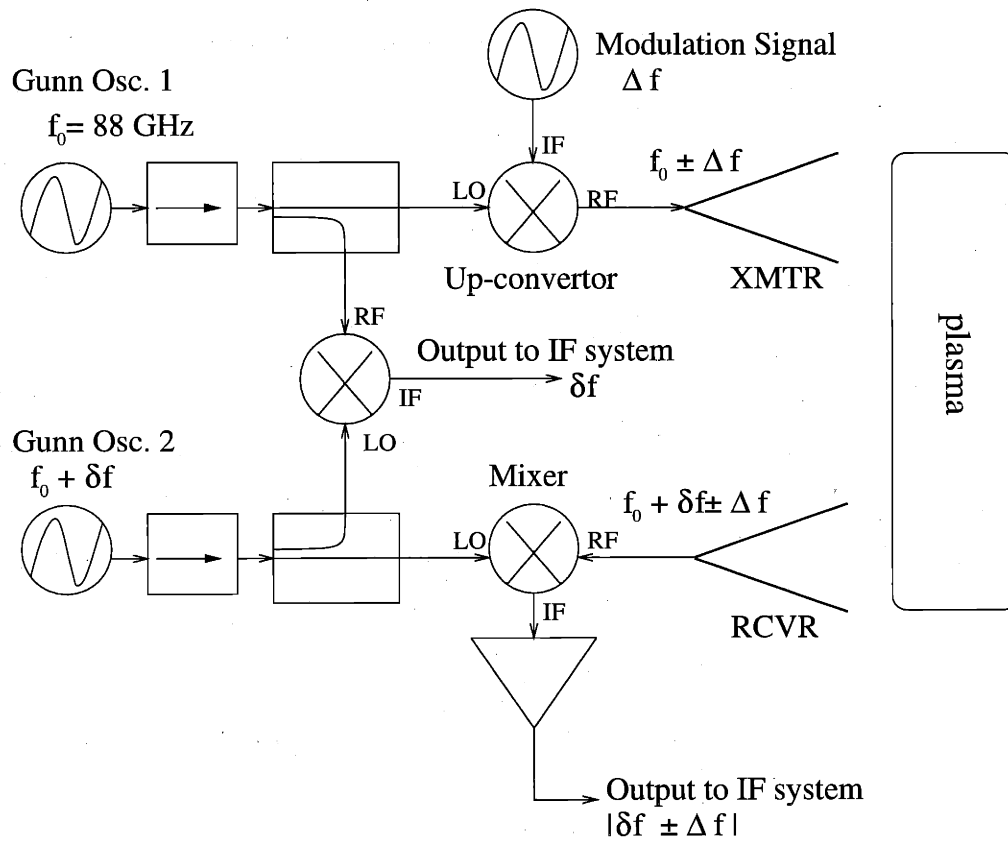 Modulation Signal
Δ f
Gunn Osc. 1
f₀= 88 GHz
IF
f₀ ± Δ f
LO
RF
Up-convertor
XMTR
RF
Output to IF system
IF
δf
LO
plasma
Gunn Osc. 2
f₀ + δf
Mixer
f₀ + δf± Δ f
LO
RF
IF
RCVR
Output to IF system
|δf ± Δ f |